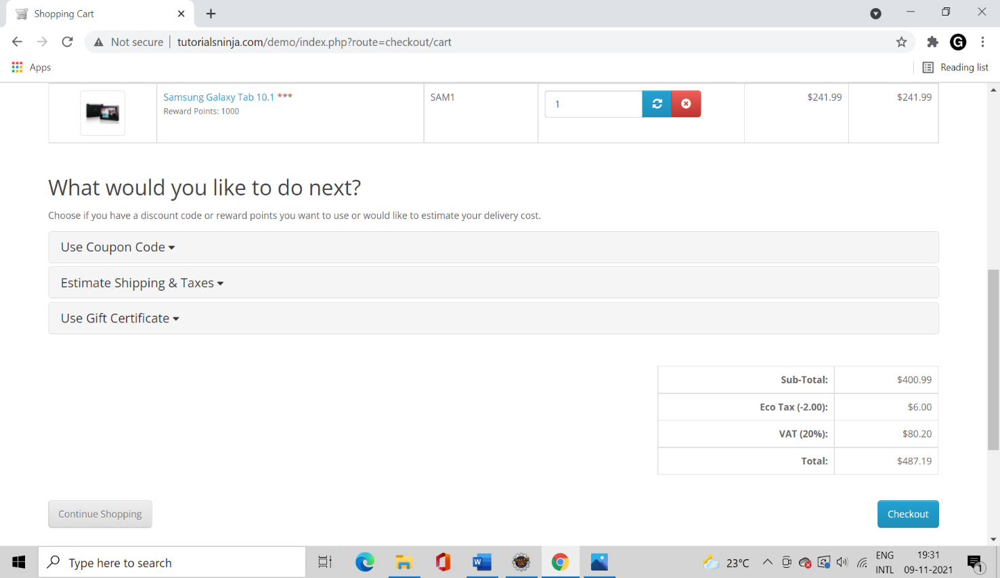 Shopping Cart
Not secure
tutorialsninja.com/demo/index.php?route=checkout/cart
G
Apps
Reading list
Samsung Galaxy Tab 10.1 ***
SAM1
1
$241.99
$241.99
Reward Points: 1000
What would you like to do next?
Choose if you have a discount code or reward points you want to use or would like to estimate your delivery cost.
Use Coupon Code
Estimate Shipping & Taxes
Use Gift Certificate
Sub-Total: $400.99
Eco Tax (-2.00): $6.00
VAT (20%): $80.20
Total: $487.19
Continue Shopping
Checkout
Type here to search
W
23°C
ENG
INTL
19:31
09-11-2021
1